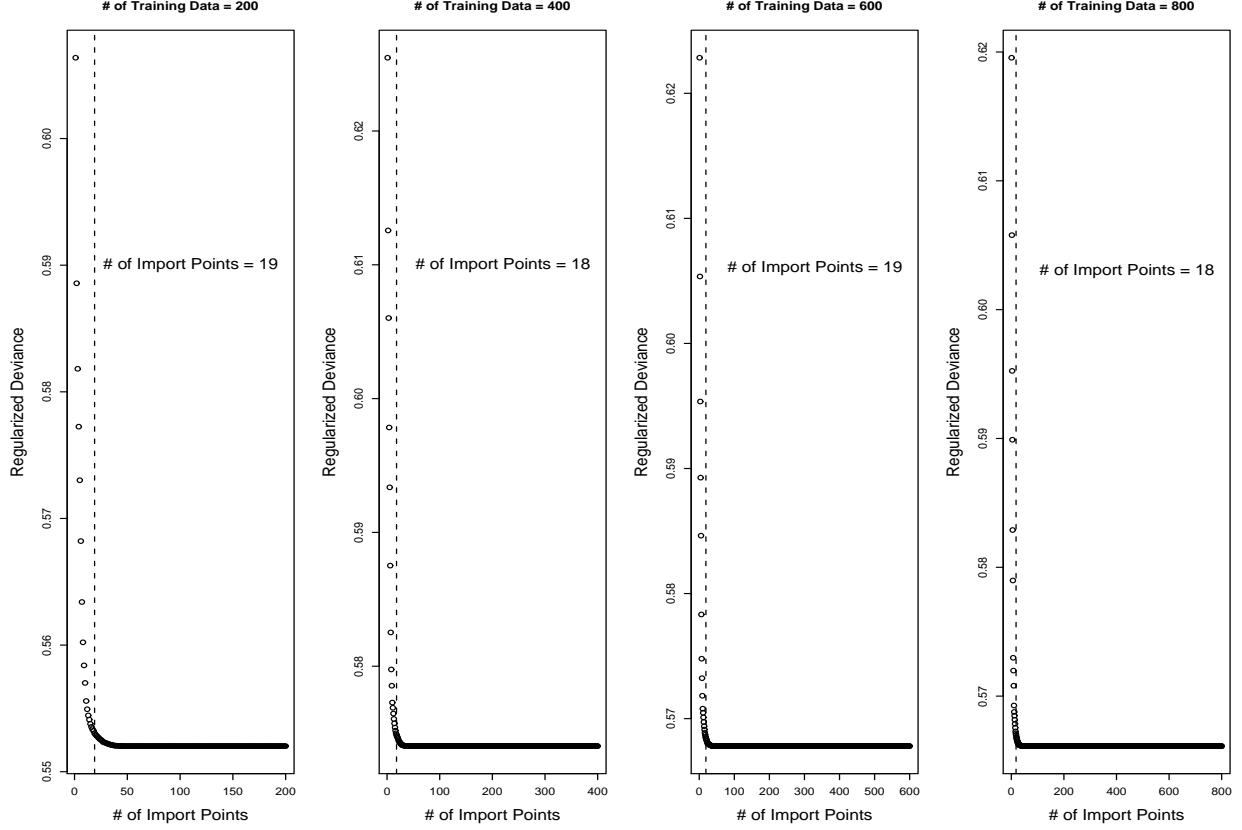 # of Training Data = 200
0.60
0.59
0.58
0.57
0.56
0.55
Regularized Deviance
# of Import Points = 19
0 50 100 150 200
# of Import Points
# of Training Data = 400
0.62
0.61
0.60
0.59
0.58
Regularized Deviance
# of Import Points = 18
0 100 200 300 400
# of Import Points
# of Training Data = 600
0.62
0.61
0.60
0.59
0.58
0.57
Regularized Deviance
# of Import Points = 19
0 100 200 300 400 500 600
# of Import Points
# of Training Data = 800
0.62
0.61
0.60
0.59
0.58
0.57
Regularized Deviance
# of Import Points = 18
0 200 400 600 800
# of Import Points